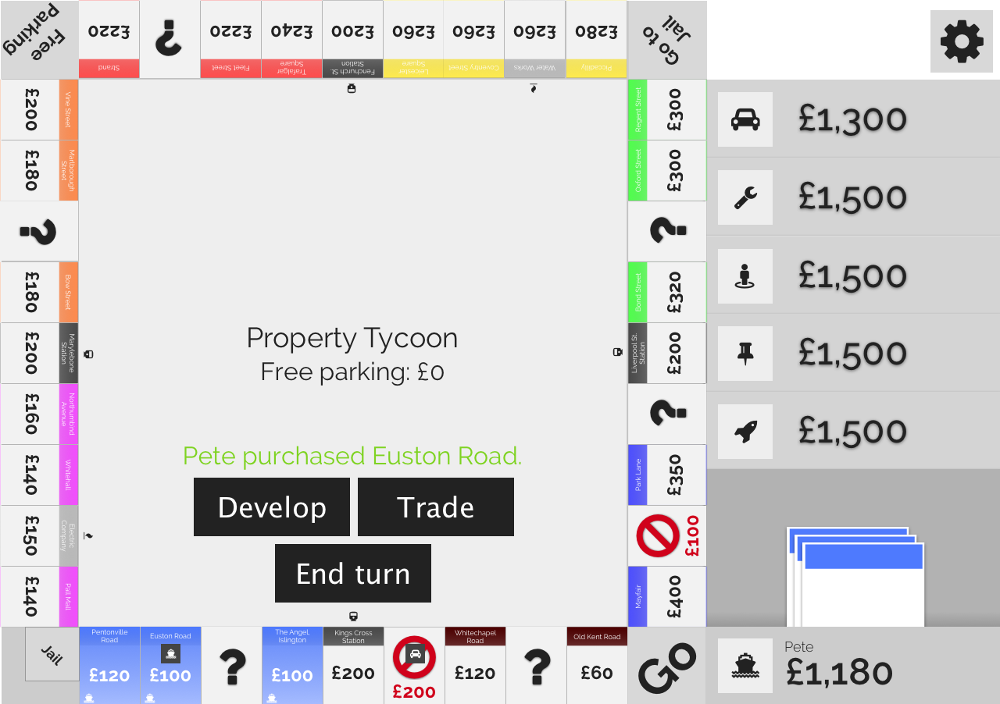 Free
Parking
£220
Strand
?
£220
Fleet Street
£240
Trafalgar
Square
£200
Fenchurch St.
Station
£260
Leicester
Square
£260
Coventry Street
£260
Water Works
£280
Piccadilly
Go to
Jail
£200
Vine Street
£180
Marlborough
Street
?
£180
Bow Street
£200
Marylebone
Station
£160
Northumbnd
Avenue
£140
Whitehall
£150
Electric
Company
£140
Pall Mall
Regent Street
£300
Oxford Street
£300
?
Bond Street
£320
Liverpool St.
Station
£200
?
Park Lane
£350
£100
Mayfair
£400
Property Tycoon
Free parking: £0
Pete purchased Euston Road.
Develop
Trade
End turn
Jail
Pentonville
Road
£120
Euston Road
£100
?
The Angel,
Islington
£100
Kings Cross
Station
£200
£200
Whitechapel
Road
£120
?
Old Kent Road
£60
Go
£1,300
£1,500
£1,500
£1,500
£1,500
Pete
£1,180